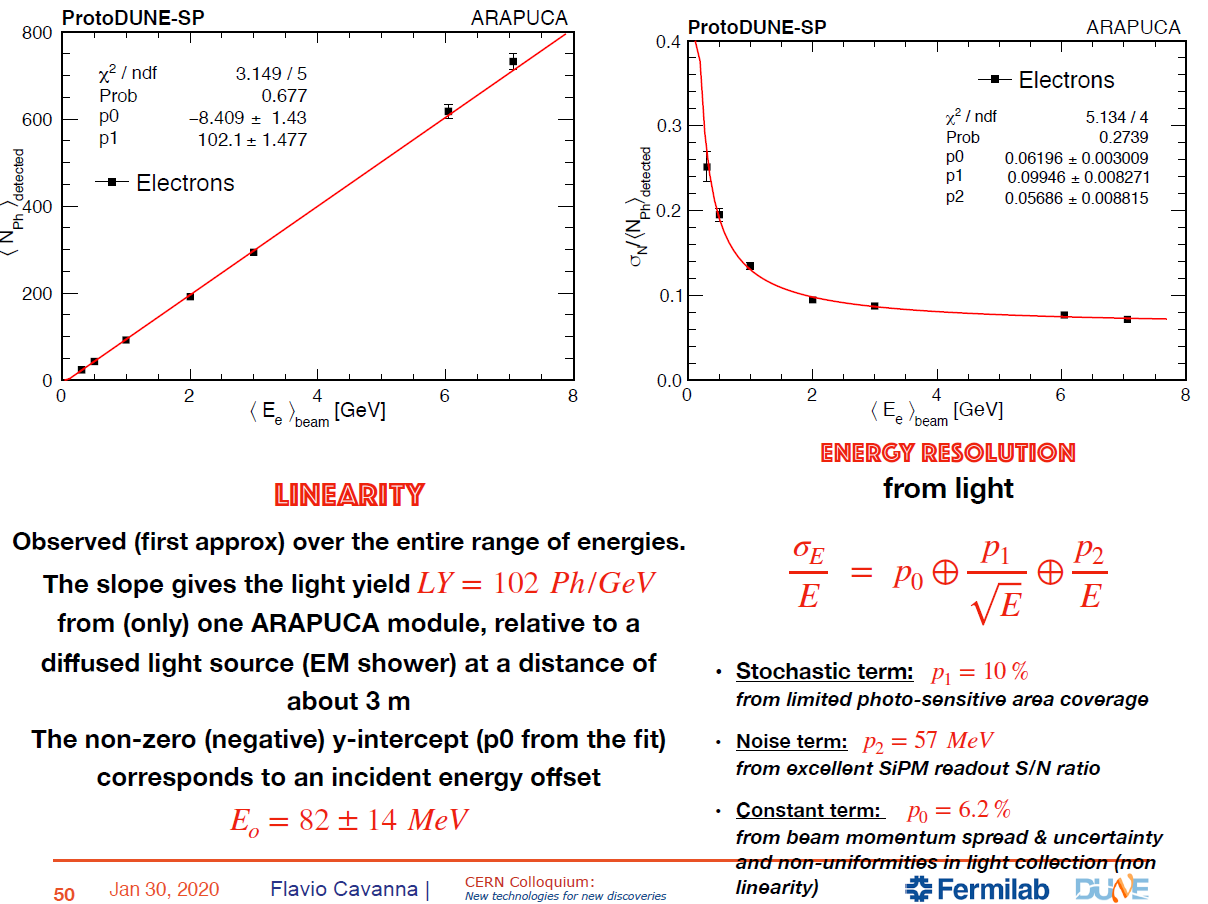 ProtoDUNE-SP
ARAPUCA
800
600
400
200
0
⟨ N_Ph ⟩_detected
χ² / ndf 3.149 / 5
Prob 0.677
p0 −8.409 ± 1.43
p1 102.1 ± 1.477
Electrons
0 2 4 6 8
⟨ E_e ⟩_beam [GeV]
ProtoDUNE-SP
ARAPUCA
0.4
0.3
0.2
0.1
0.0
σ_N/⟨N_Ph⟩_detected
Electrons
χ² / ndf 5.134 / 4
Prob 0.2739
p0 0.06196 ± 0.003009
p1 0.09946 ± 0.008271
p2 0.05686 ± 0.008815
0 2 4 6 8
⟨ E_e ⟩_beam [GeV]
LINEARITY
Observed (first approx) over the entire range of energies.
The slope gives the light yield LY = 102 Ph/GeV
from (only) one ARAPUCA module, relative to a
diffused light source (EM shower) at a distance of
about 3 m
The non-zero (negative) y-intercept (p0 from the fit)
corresponds to an incident energy offset
E_o = 82 ± 14 MeV
ENERGY RESOLUTION
from light
σ_E/E = p_0 ⊕ p_1/√E ⊕ p_2/E
• Stochastic term: p_1 = 10 %
from limited photo-sensitive area coverage
• Noise term: p_2 = 57 MeV
from excellent SiPM readout S/N ratio
• Constant term: p_0 = 6.2 %
from beam momentum spread & uncertainty
and non-uniformities in light collection (non
linearity)
50 Jan 30, 2020 Flavio Cavanna |
CERN Colloquium:
New technologies for new discoveries
Fermilab
DUNE